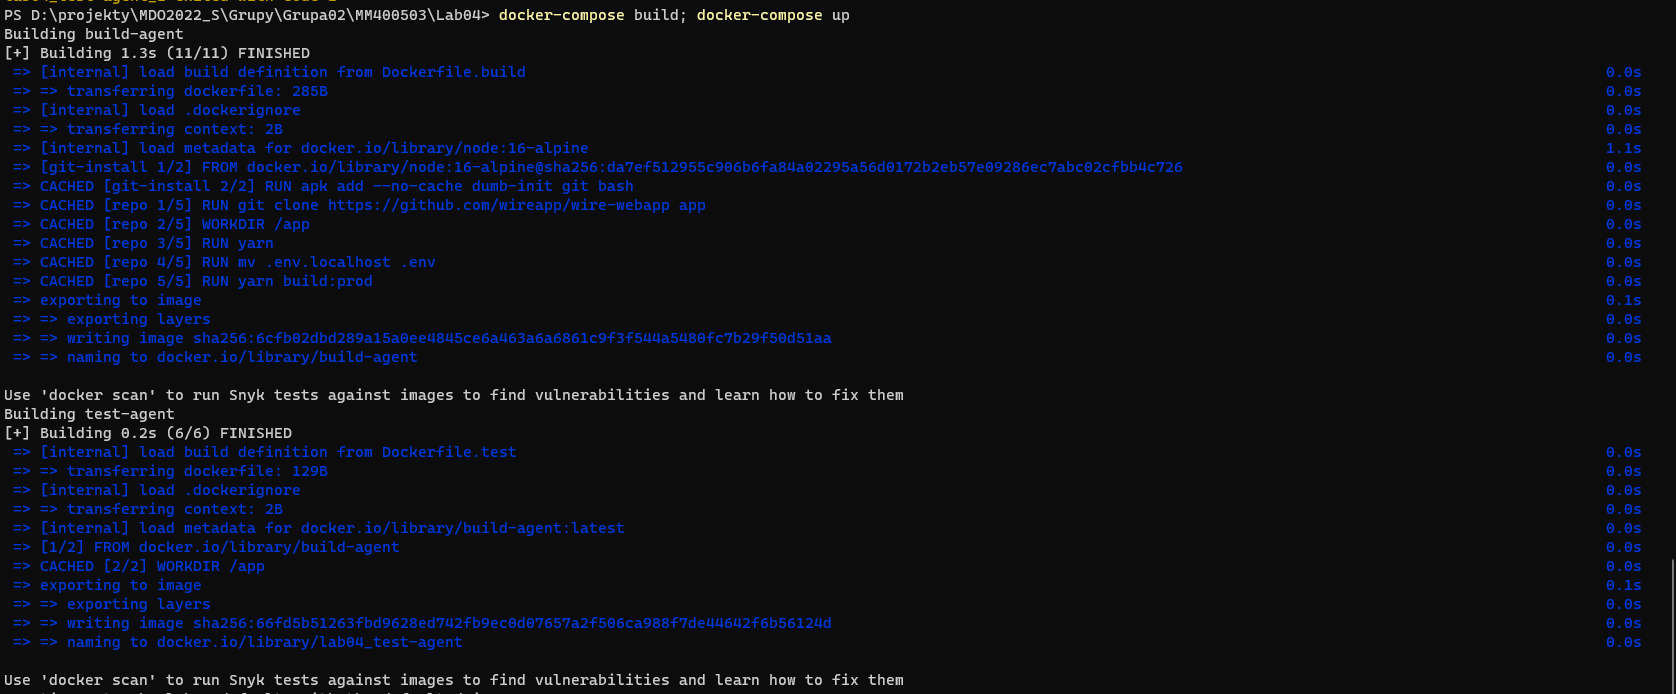 PS D:\projekty\MDO2022_S\Grupy\Grupa02\MM400503\Lab04> docker-compose build; docker-compose up
Building build-agent
[+] Building 1.3s (11/11) FINISHED
=> [internal] load build definition from Dockerfile.build 0.0s
=> => transferring dockerfile: 285B 0.0s
=> [internal] load .dockerignore 0.0s
=> => transferring context: 2B 0.0s
=> [internal] load metadata for docker.io/library/node:16-alpine 1.1s
=> [git-install 1/2] FROM docker.io/library/node:16-alpine@sha256:da7ef512955c906b6fa84a02295a56d0172b2eb57e09286ec7abc02cfbb4c726 0.0s
=> CACHED [git-install 2/2] RUN apk add --no-cache dumb-init git bash 0.0s
=> CACHED [repo 1/5] RUN git clone https://github.com/wireapp/wire-webapp app 0.0s
=> CACHED [repo 2/5] WORKDIR /app 0.0s
=> CACHED [repo 3/5] RUN yarn 0.0s
=> CACHED [repo 4/5] RUN mv .env.localhost .env 0.0s
=> CACHED [repo 5/5] RUN yarn build:prod 0.0s
=> exporting to image 0.1s
=> => exporting layers 0.0s
=> => writing image sha256:6cfb02dbd289a15a0ee4845ce6a463a6a6861c9f3f544a5480fc7b29f50d51aa 0.0s
=> => naming to docker.io/library/build-agent 0.0s
Use 'docker scan' to run Snyk tests against images to find vulnerabilities and learn how to fix them
Building test-agent
[+] Building 0.2s (6/6) FINISHED
=> [internal] load build definition from Dockerfile.test 0.0s
=> => transferring dockerfile: 129B 0.0s
=> [internal] load .dockerignore 0.0s
=> => transferring context: 2B 0.0s
=> [internal] load metadata for docker.io/library/build-agent:latest 0.0s
=> [1/2] FROM docker.io/library/build-agent 0.0s
=> CACHED [2/2] WORKDIR /app 0.0s
=> exporting to image 0.1s
=> => exporting layers 0.0s
=> => writing image sha256:66fd5b51263fbd9628ed742fb9ec0d07657a2f506ca988f7de44642f6b56124d 0.0s
=> => naming to docker.io/library/lab04_test-agent 0.0s
Use 'docker scan' to run Snyk tests against images to find vulnerabilities and learn how to fix them